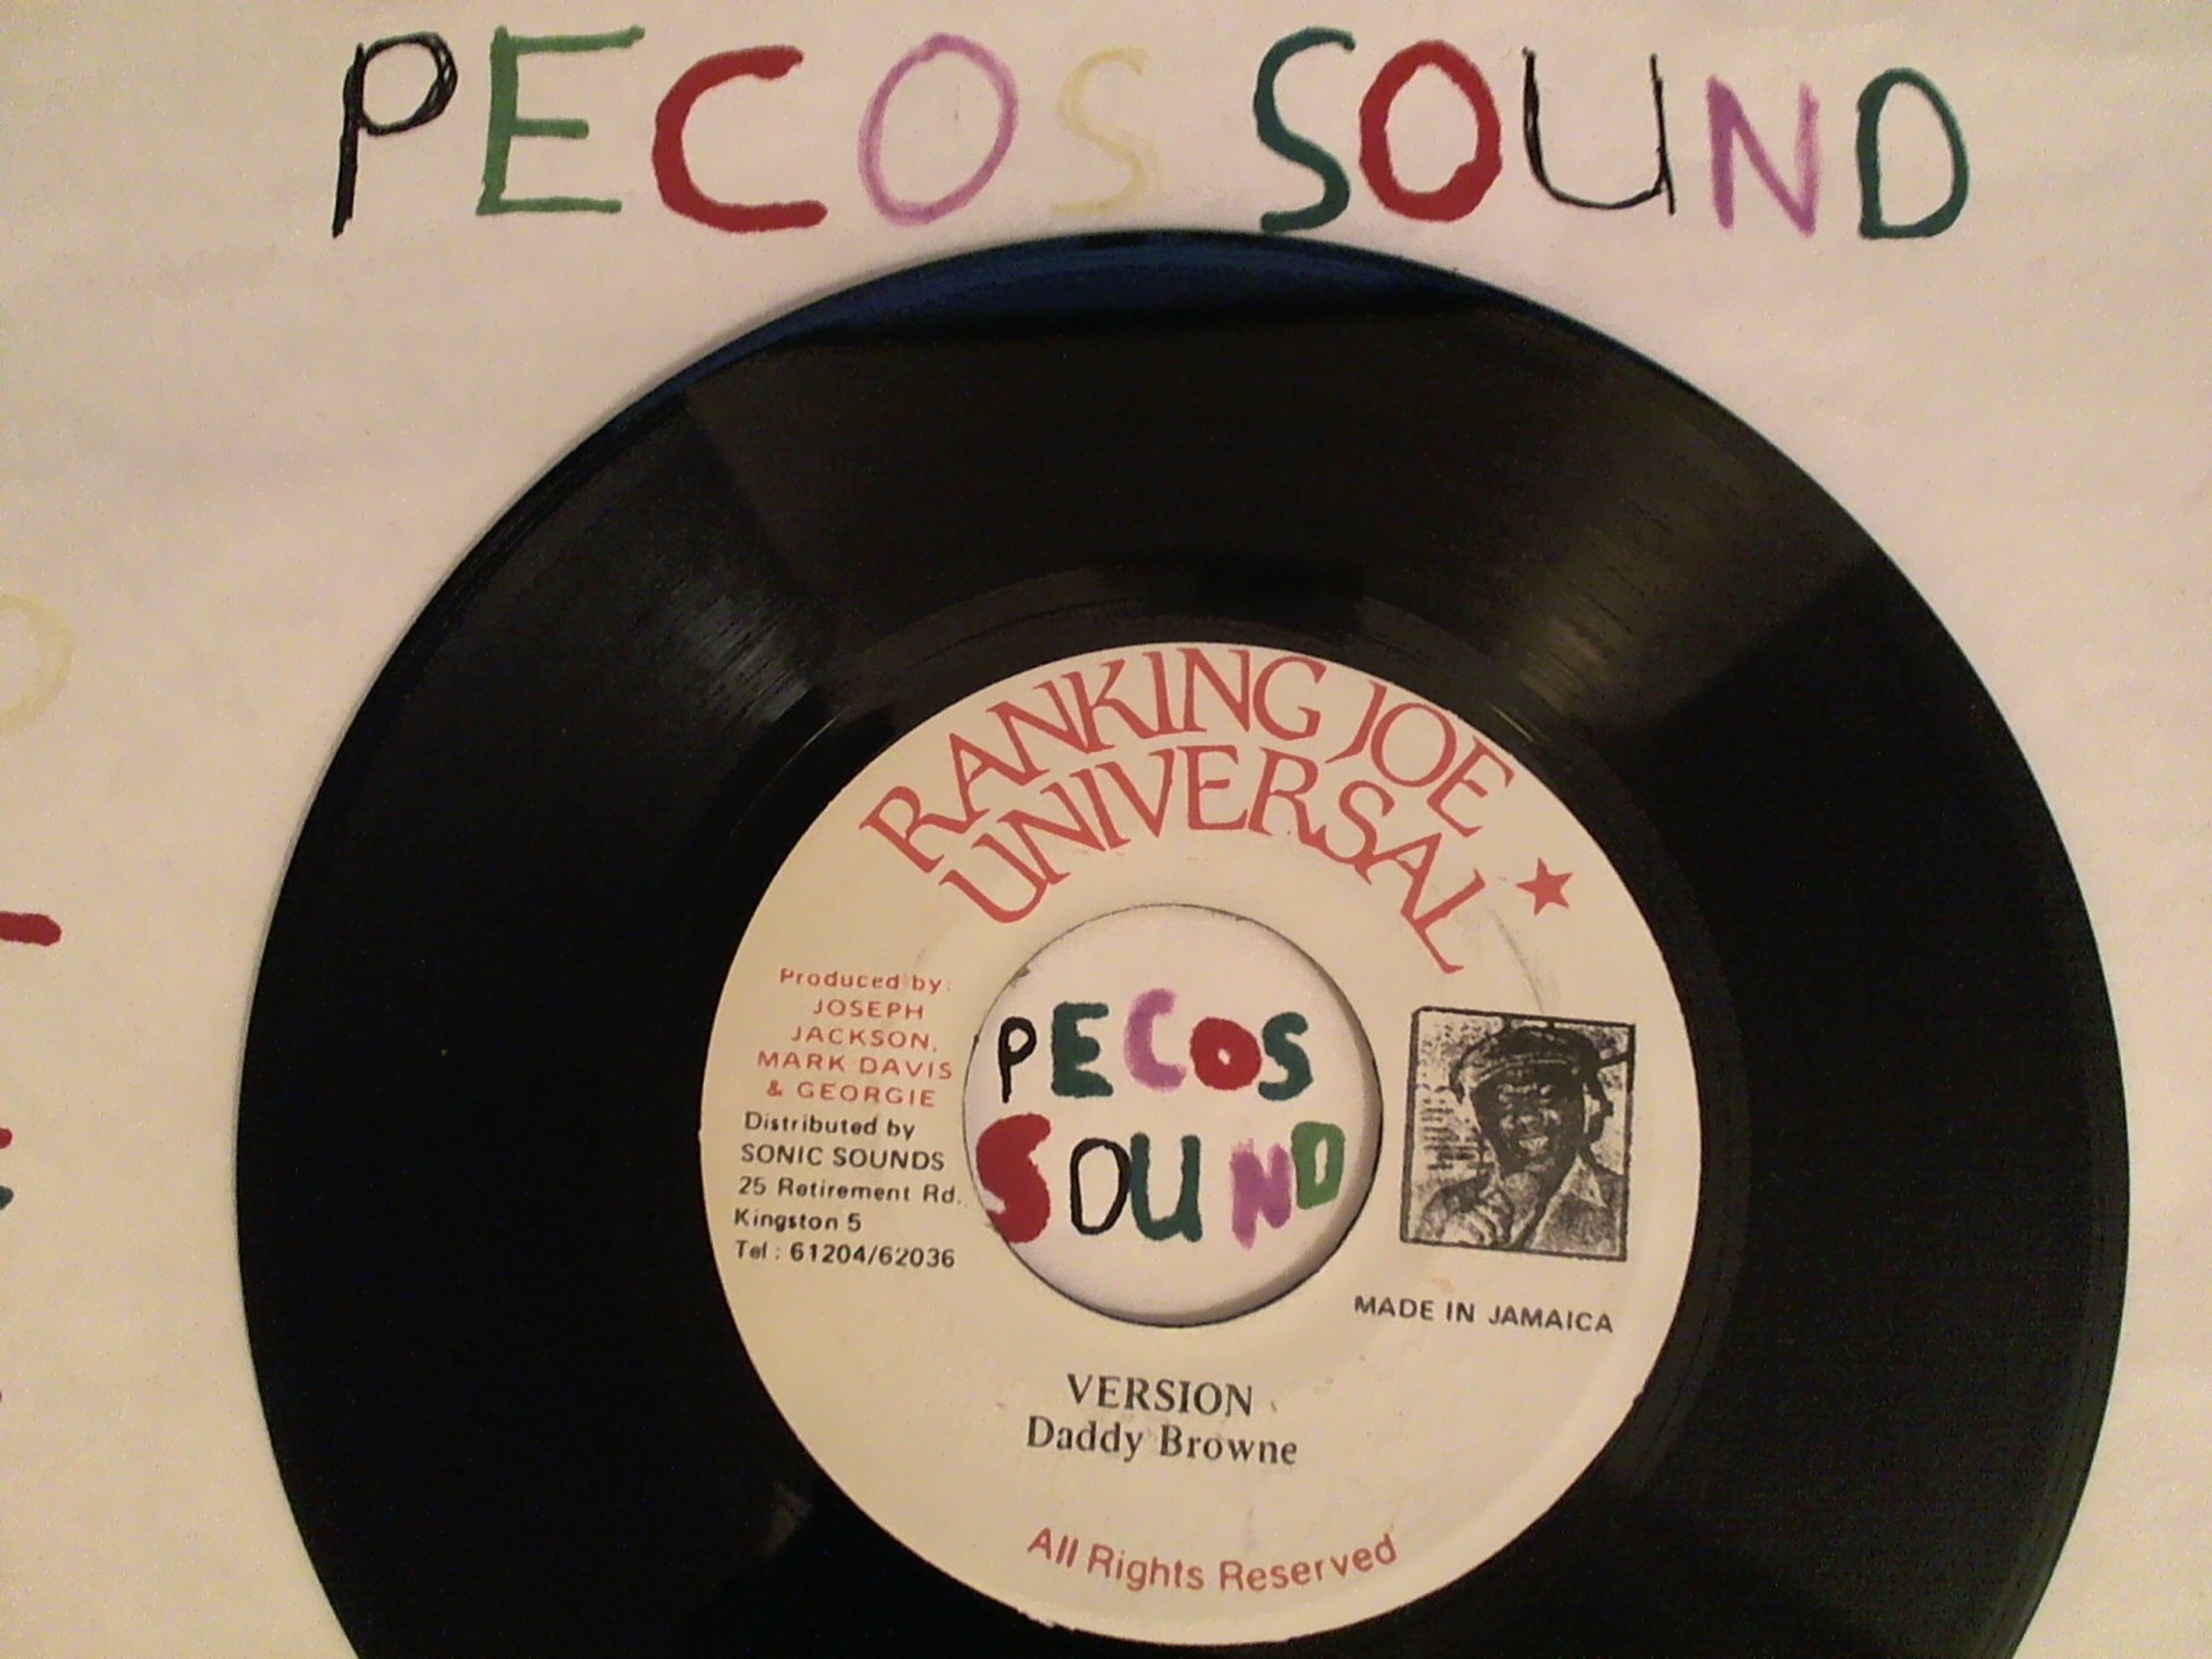 PECOS SOUND
RANKING JOE
UNIVERSAL
Produced by:
JOSEPH
JACKSON,
MARK DAVIS
& GEORGIE
Distributed by
SONIC SOUNDS
25 Retirement Rd.
Kingston 5
Tel : 61204/62036
PECOS
SOUND
MADE IN JAMAICA
VERSION
Daddy Browne
All Rights Reserved